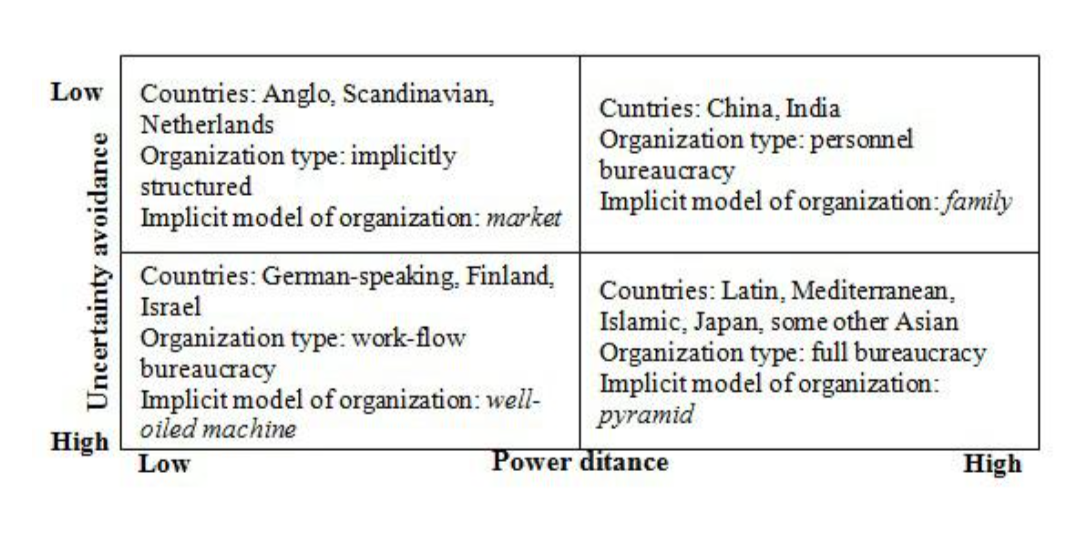 Low
Countries: Anglo, Scandinavian,
Netherlands
Organization type: implicitly
structured
Implicit model of organization: market
Cuntries: China, India
Organization type: personnel
bureaucracy
Implicit model of organization: family
Uncertainty avoidance
Countries: German-speaking, Finland,
Israel
Organization type: work-flow
bureaucracy
Implicit model of organization: well-
oiled machine
Countries: Latin, Mediterranean,
Islamic, Japan, some other Asian
Organization type: full bureaucracy
Implicit model of organization:
pyramid
High
Low
Power ditance
High